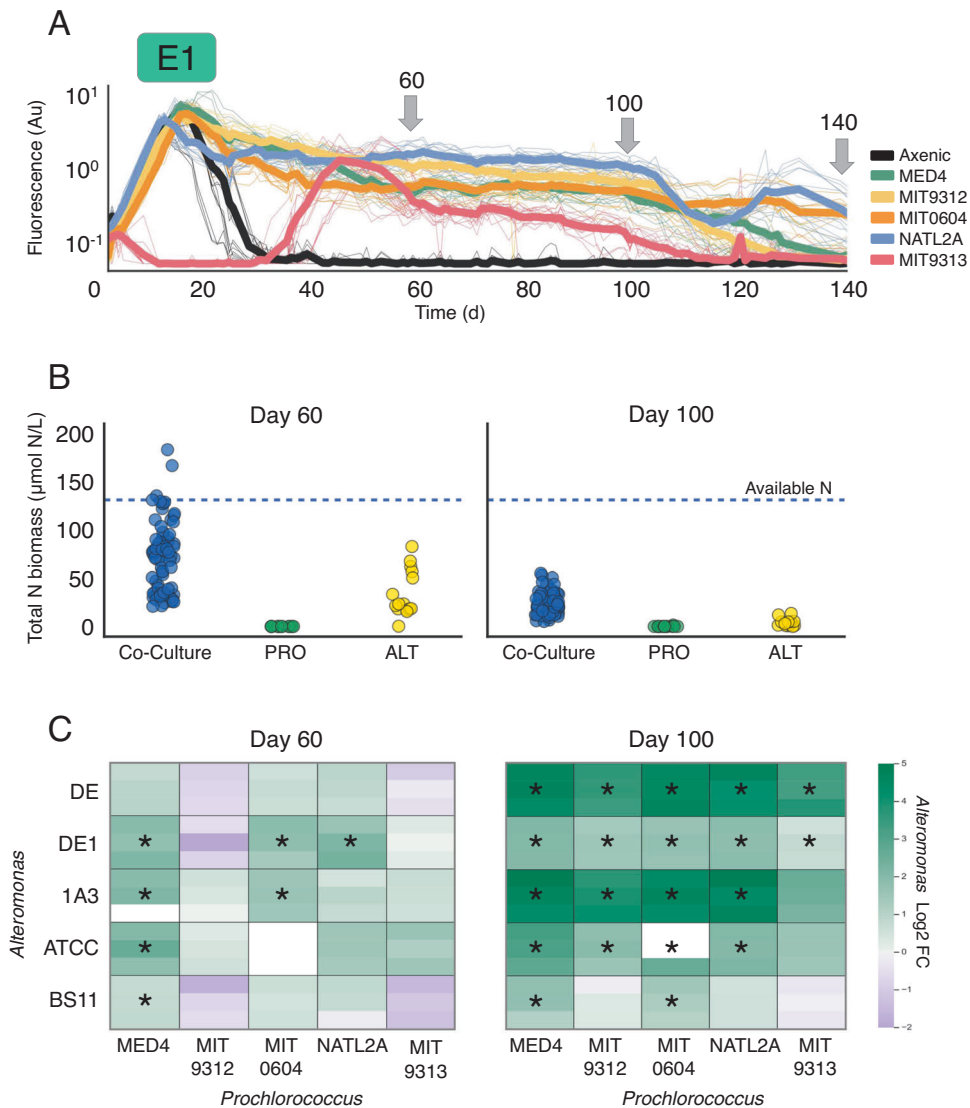 A
E1
Fluorescence (Au)
10¹
10⁰
10⁻¹
60
100
140
Axenic
MED4
MIT9312
MIT0604
NATL2A
MIT9313
0 20 40 60 80 100 120 140
Time (d)
B
Day 60
Day 100
Total N biomass (μmol N/L)
200
150
100
50
0
Available N
Co-Culture PRO ALT
Co-Culture PRO ALT
C
Day 60
Day 100
Alteromonas
DE
DE1
1A3
ATCC
BS11
* * *
* *
*
*
* * * * *
* * * * *
* * * *
* * * *
* *
5
4
3
2
1
0
−1
−2
Alteromonas Log2 FC
MED4 MIT 9312 MIT 0604 NATL2A MIT 9313
MED4 MIT 9312 MIT 0604 NATL2A MIT 9313
Prochlorococcus
Prochlorococcus